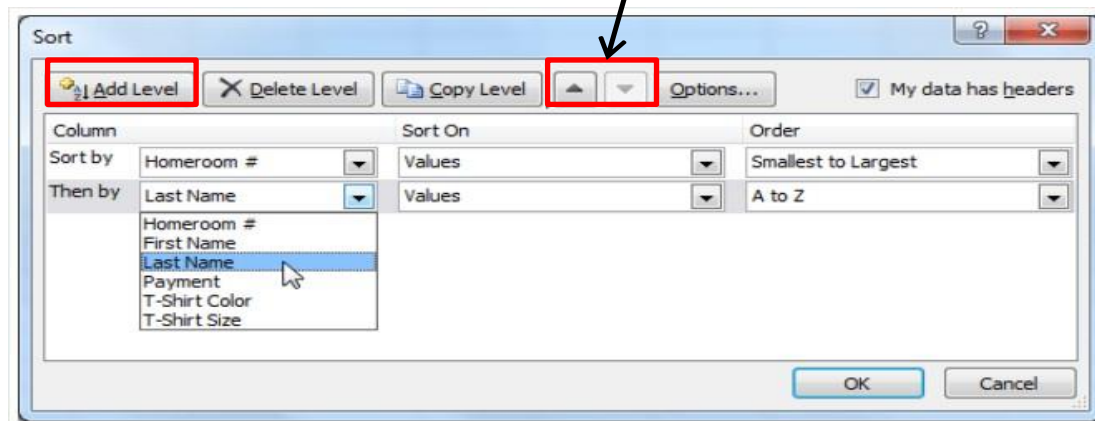 Sort
Add Level Delete Level Copy Level Options... My data has headers
Column Sort On Order
Sort by Homeroom # Values Smallest to Largest
Then by Last Name Values A to Z
Homeroom #
First Name
Last Name
Payment
T-Shirt Color
T-Shirt Size
OK Cancel